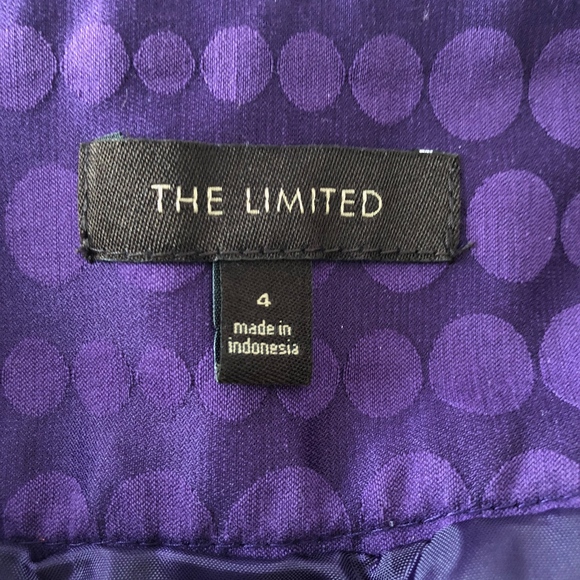 THE LIMITED
4
made in
indonesia